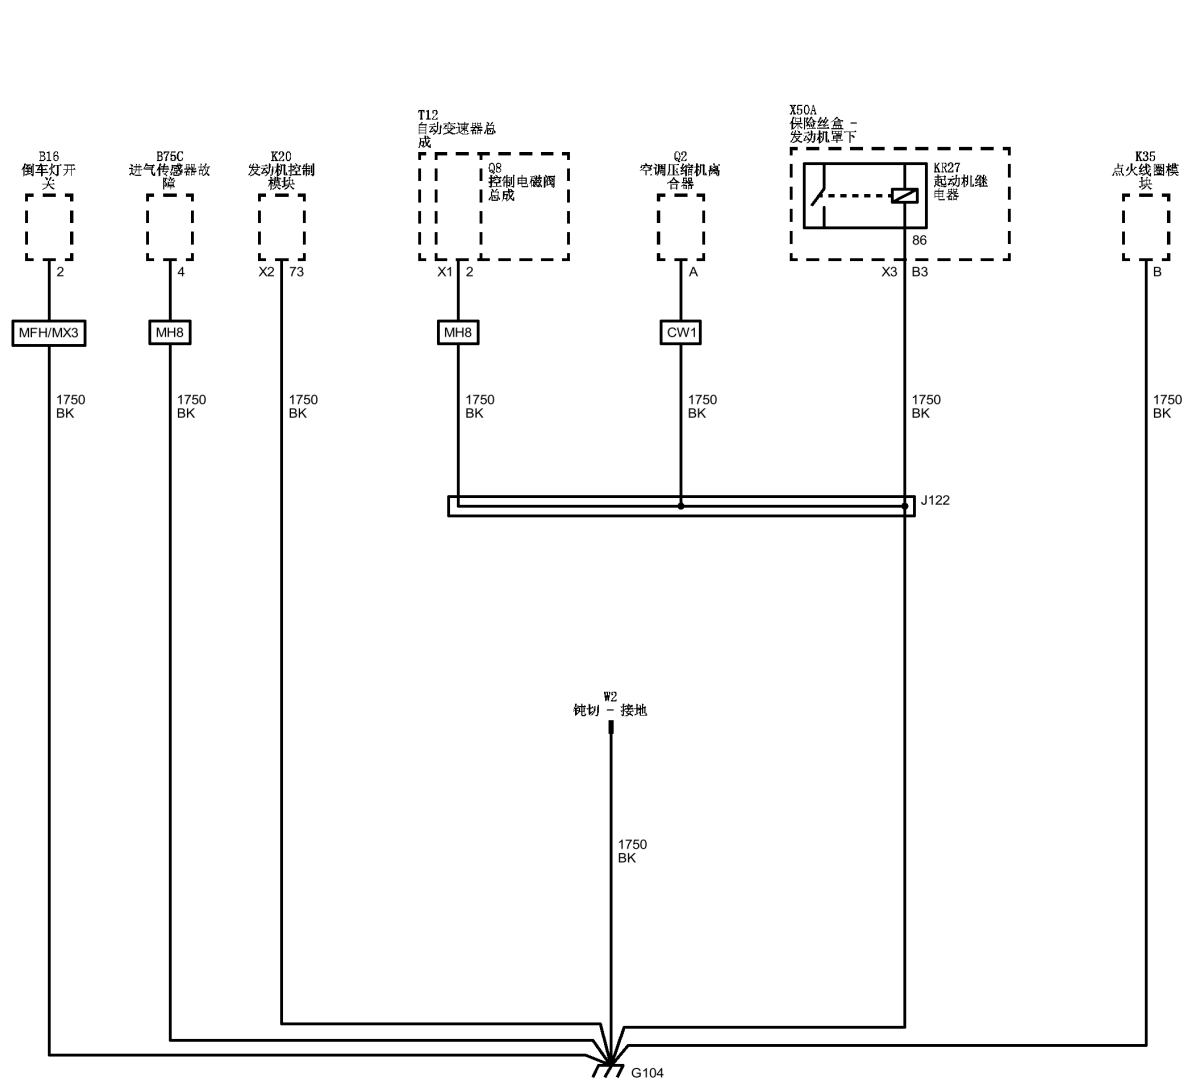 B16
倒车灯开
关
2
MFH/MX3
1750
BK
B75C
进气传感器故
障
4
MH8
1750
BK
K20
发动机控制
模块
X2
73
1750
BK
T12
自动变速器总
成
Q8
控制电磁阀
总成
X1
2
MH8
1750
BK
Q2
空调压缩机离
合器
A
CW1
1750
BK
X50A
保险丝盒 -
发动机罩下
KR27
起动机继
电器
86
X3
B3
1750
BK
K35
点火线圈模
块
B
1750
BK
J122
W2
钝切 - 接地
1750
BK
G104